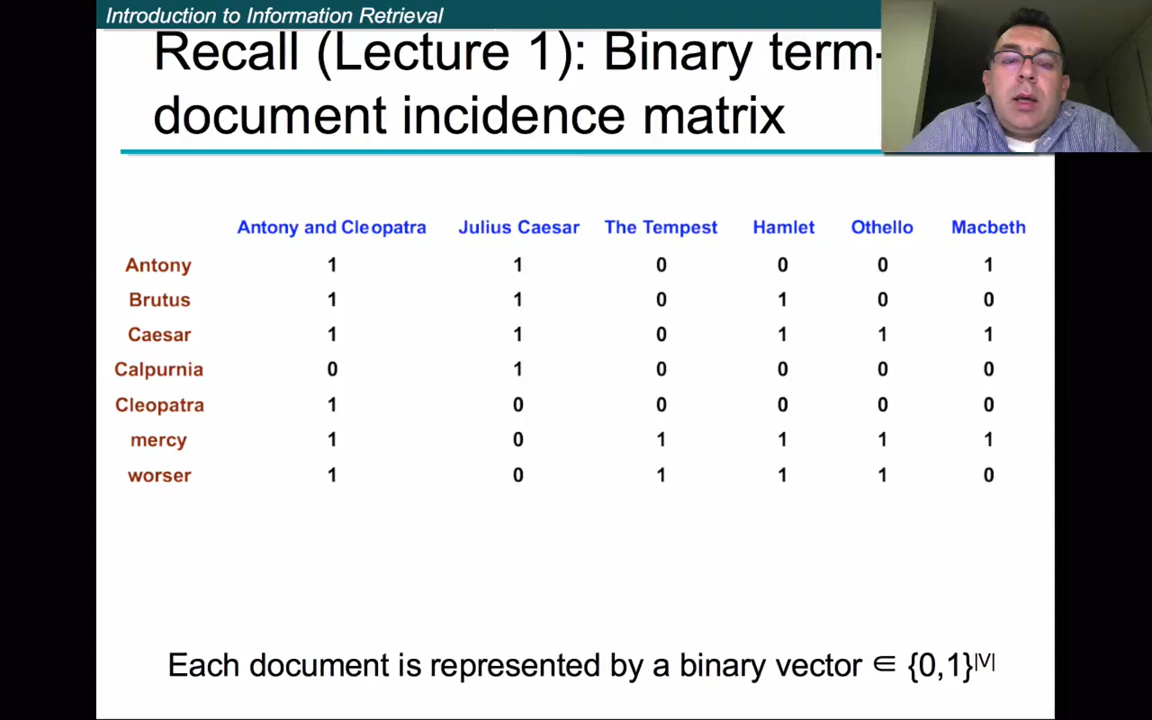 Introduction to Information Retrieval
Recall (Lecture 1): Binary term-
document incidence matrix
Antony and Cleopatra Julius Caesar The Tempest Hamlet Othello Macbeth
Antony 1 1 0 0 0 1
Brutus 1 1 0 1 0 0
Caesar 1 1 0 1 1 1
Calpurnia 0 1 0 0 0 0
Cleopatra 1 0 0 0 0 0
mercy 1 0 1 1 1 1
worser 1 0 1 1 1 0
Each document is represented by a binary vector ∈ {0,1}|V|